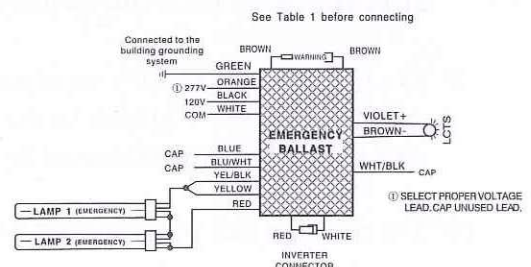 See Table 1 before connecting
Connected to the
building grounding
system
BROWN
WARNING
BROWN
GREEN
ORANGE
① 277V
BLACK
120V
WHITE
COM
VIOLET+
BROWN-
LCTS
EMERGENCY
BALLAST
BLUE
CAP
BLU/WHT
CAP
YEL/BLK
YELLOW
RED
WHT/BLK
CAP
① SELECT PROPER VOLTAGE
LEAD. CAP UNUSED LEAD.
LAMP 1 (EMERGENCY)
LAMP 2 (EMERGENCY)
RED
WHITE
INVERTER
CONNECTOR